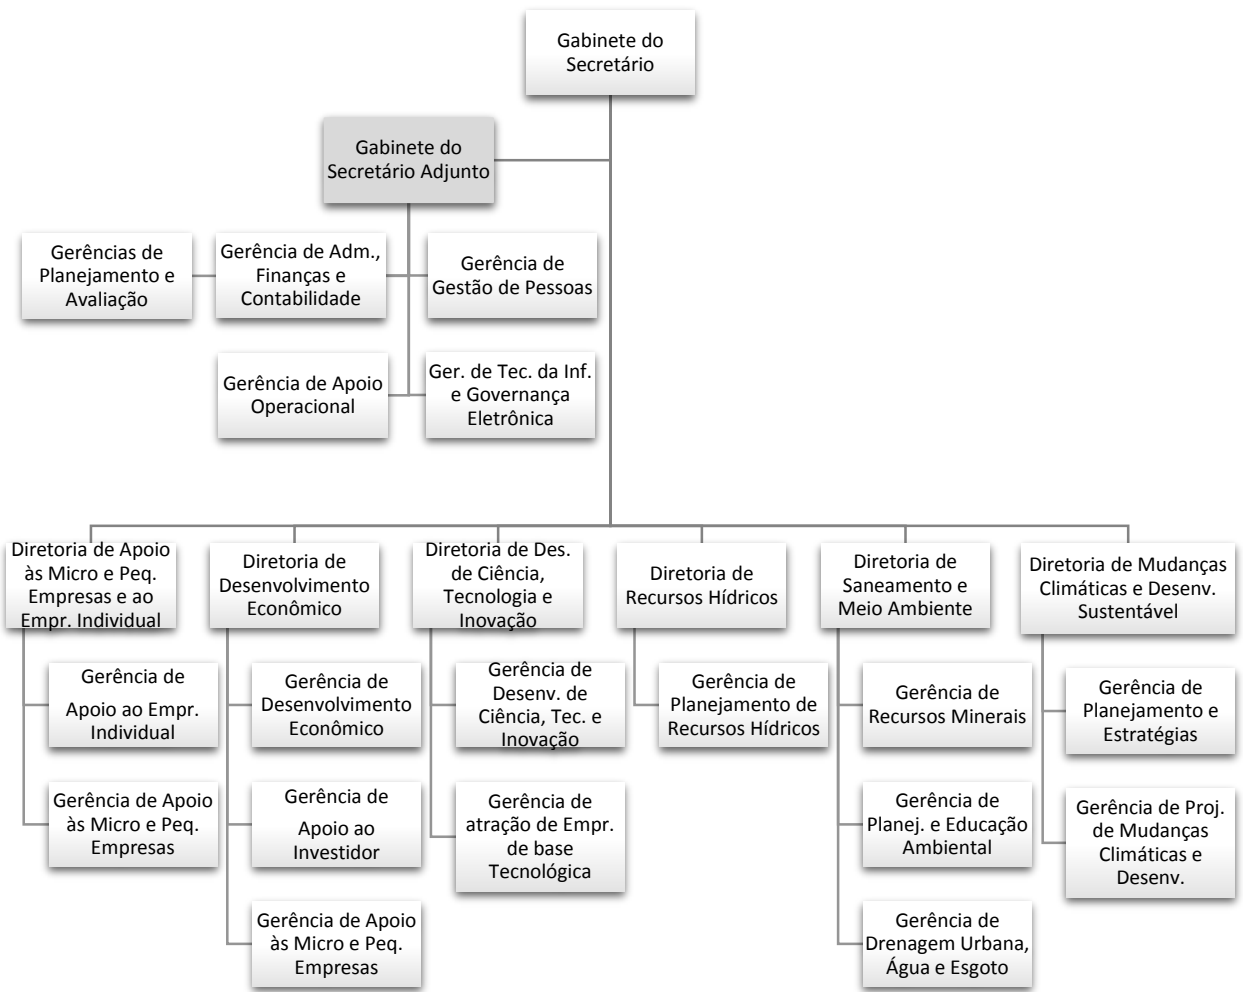 Gabinete do
Secretário
Gabinete do
Secretário Adjunto
Gerências de
Planejamento e
Avaliação
Gerência de Adm.,
Finanças e
Contabilidade
Gerência de
Gestão de Pessoas
Gerência de Apoio
Operacional
Ger. de Tec. da Inf.
e Governança
Eletrônica
Diretoria de Apoio
às Micro e Peq.
Empresas e ao
Empr. Individual
Diretoria de
Desenvolvimento
Econômico
Diretoria de Des.
de Ciência,
Tecnologia e
Inovação
Diretoria de
Recursos Hídricos
Diretoria de
Saneamento e
Meio Ambiente
Diretoria de Mudanças
Climáticas e Desenv.
Sustentável
Gerência de
Apoio ao Empr.
Individual
Gerência de Apoio
às Micro e Peq.
Empresas
Gerência de
Desenvolvimento
Econômico
Gerência de
Apoio ao
Investidor
Gerência de Apoio
às Micro e Peq.
Empresas
Gerência de
Desenv. de
Ciência, Tec. e
Inovação
Gerência de
atração de Empr.
de base
Tecnológica
Gerência de
Planejamento de
Recursos Hídricos
Gerência de
Recursos Minerais
Gerência de
Planej. e Educação
Ambiental
Gerência de
Drenagem Urbana,
Água e Esgoto
Gerência de
Planejamento e
Estratégias
Gerência de Proj.
de Mudanças
Climáticas e
Desenv.